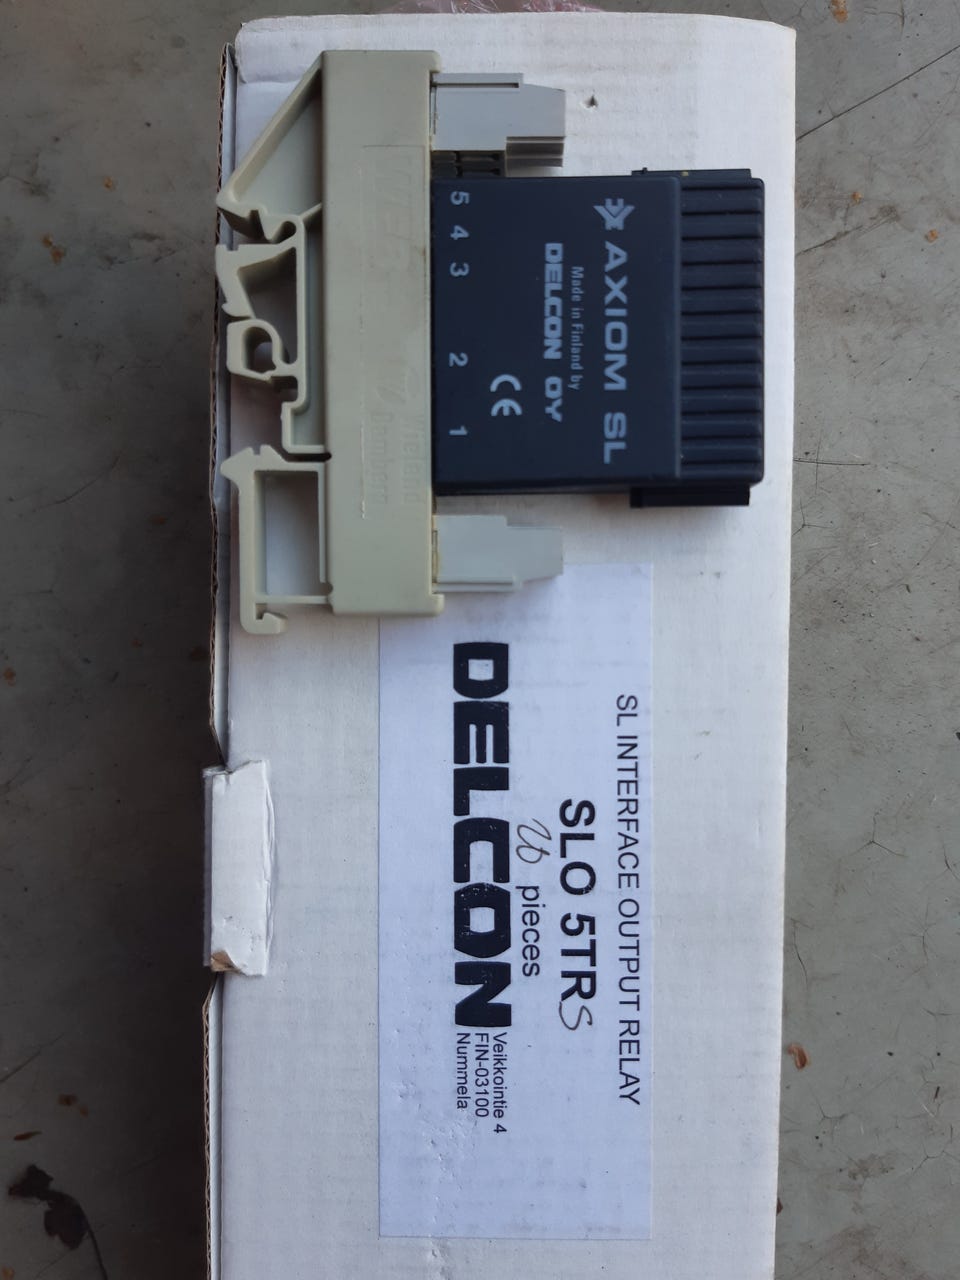 AXIOM SL
Made in Finland by
DELCON OY
CE
5 4 3 2 1
SL INTERFACE OUTPUT RELAY
SLO 5TRS
20 pieces
DELCON
Veikkointie 4
FIN-03100
Nummela